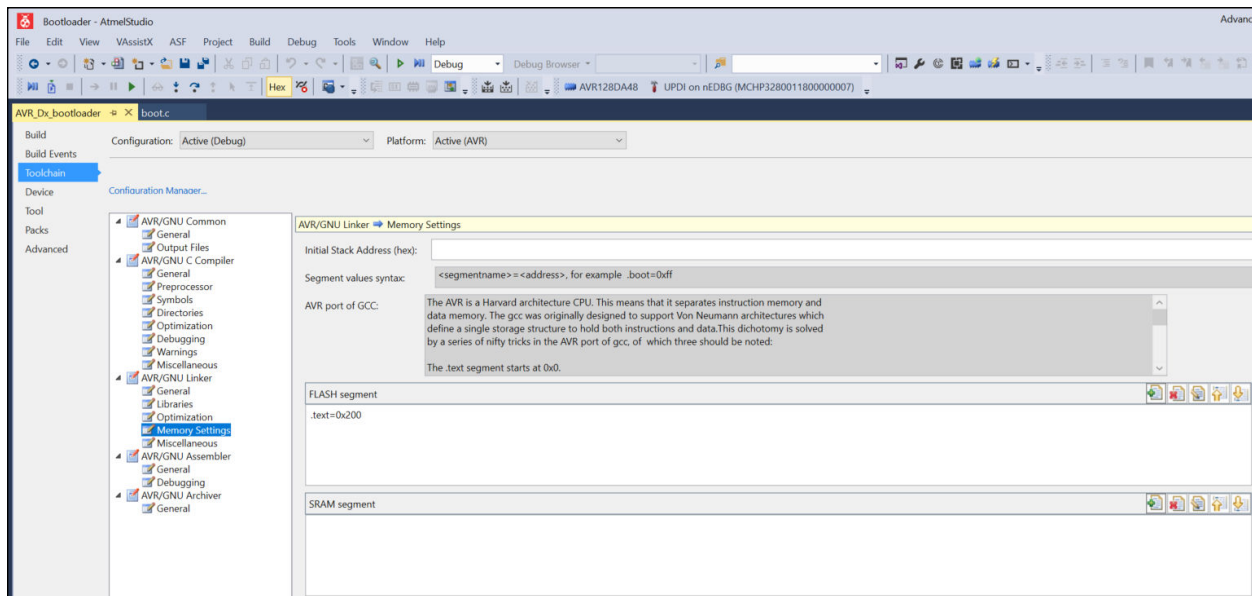 Bootloader - AtmelStudio
Advanc
File Edit View VAssistX ASF Project Build Debug Tools Window Help
Debug Debug Browser
Hex AVR128DA48 UPDI on nEDBG (MCHP3280011800000007)
AVR_Dx_bootloader boot.c
Build
Build Events
Toolchain
Device
Tool
Packs
Advanced
Configuration: Active (Debug) Platform: Active (AVR)
Configuration Manager...
AVR/GNU Common
General
Output Files
AVR/GNU C Compiler
General
Preprocessor
Symbols
Directories
Optimization
Debugging
Warnings
Miscellaneous
AVR/GNU Linker
General
Libraries
Optimization
Memory Settings
Miscellaneous
AVR/GNU Assembler
General
Debugging
AVR/GNU Archiver
General
AVR/GNU Linker Memory Settings
Initial Stack Address (hex):
Segment values syntax: <segmentname>=<address>, for example .boot=0xff
AVR port of GCC:
The AVR is a Harvard architecture CPU. This means that it separates instruction memory and
data memory. The gcc was originally designed to support Von Neumann architectures which
define a single storage structure to hold both instructions and data.This dichotomy is solved
by a series of nifty tricks in the AVR port of gcc, of which three should be noted:
The .text segment starts at 0x0.
FLASH segment
.text=0x200
SRAM segment